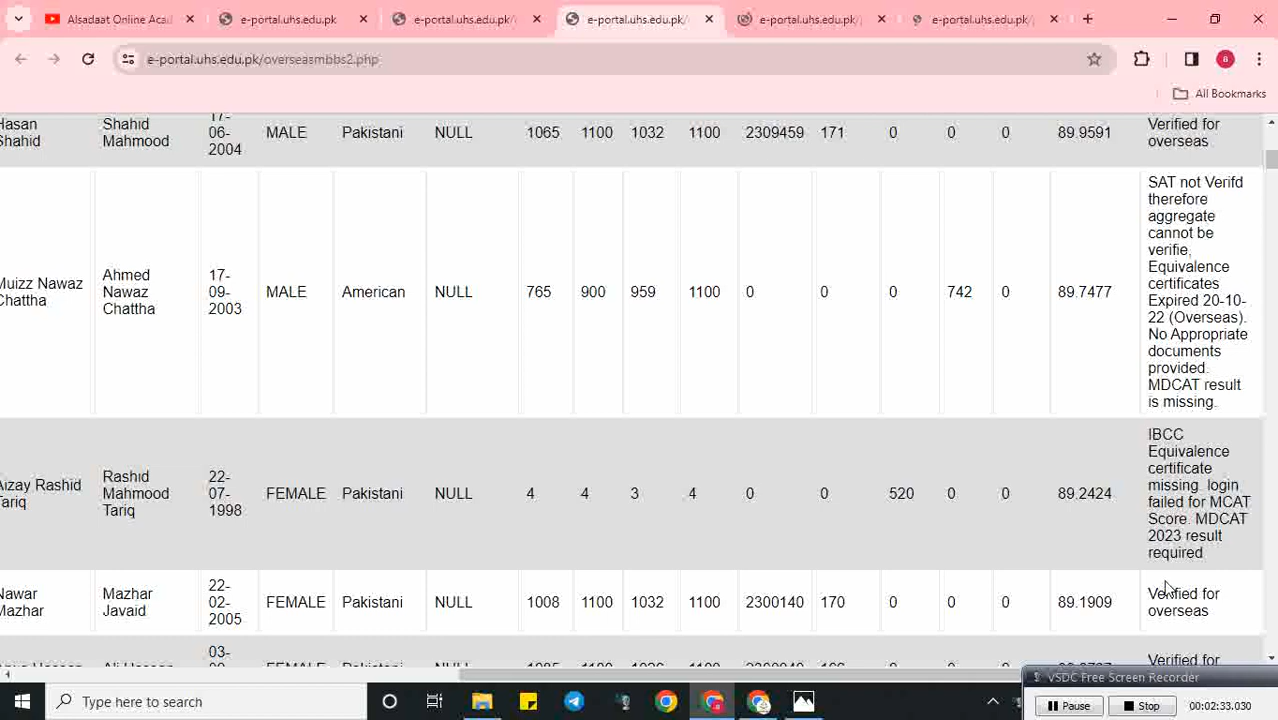 Alsaadat Online Acad
e-portal.uhs.edu.pk
e-portal.uhs.edu.pk/
e-portal.uhs.edu.pk/
e-portal.uhs.edu.pk/
e-portal.uhs.edu.pk/
e-portal.uhs.edu.pk/overseasmbbs2.php
8
All Bookmarks
Hasan
Shahid
Shahid
Mahmood
17-
06-
2004
MALE
Pakistani
NULL
1065
1100
1032
1100
2309459
171
0
0
0
89.9591
Verified for
overseas
Muizz Nawaz
Chattha
Ahmed
Nawaz
Chattha
17-
09-
2003
MALE
American
NULL
765
900
959
1100
0
0
0
742
0
89.7477
SAT not Verifd
therefore
aggregate
cannot be
verifie,
Equivalence
certificates
Expired 20-10-
22 (Overseas).
No Appropriate
documents
provided.
MDCAT result
is missing.
Aizay Rashid
Tariq
Rashid
Mahmood
Tariq
22-
07-
1998
FEMALE
Pakistani
NULL
4
4
3
4
0
0
520
0
0
89.2424
IBCC
Equivalence
certificate
missing. login
failed for MCAT
Score. MDCAT
2023 result
required
Nawar
Mazhar
Mazhar
Javaid
22-
02-
2005
FEMALE
Pakistani
NULL
1008
1100
1032
1100
2300140
170
0
0
0
89.1909
Verified for
overseas
03-
Verified for
Type here to search
VSDC Free Screen Recorder
Pause
Stop
00:02:33.030